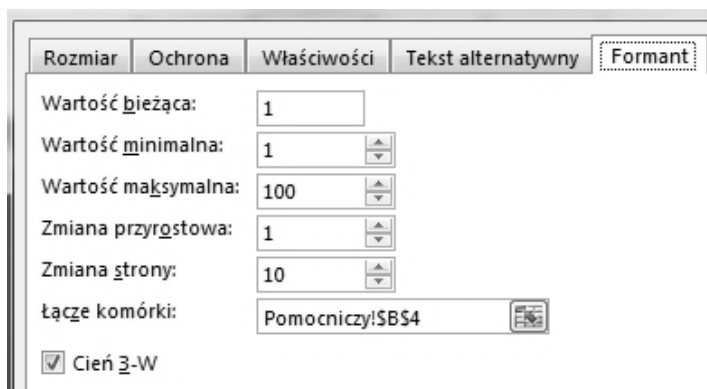 Rozmiar Ochrona Właściwości Tekst alternatywny Formant
Wartość bieżąca: 1
Wartość minimalna: 1
Wartość maksymalna: 100
Zmiana przyrostowa: 1
Zmiana strony: 10
Łącze komórki: Pomocniczy!$B$4
Cień 3-W